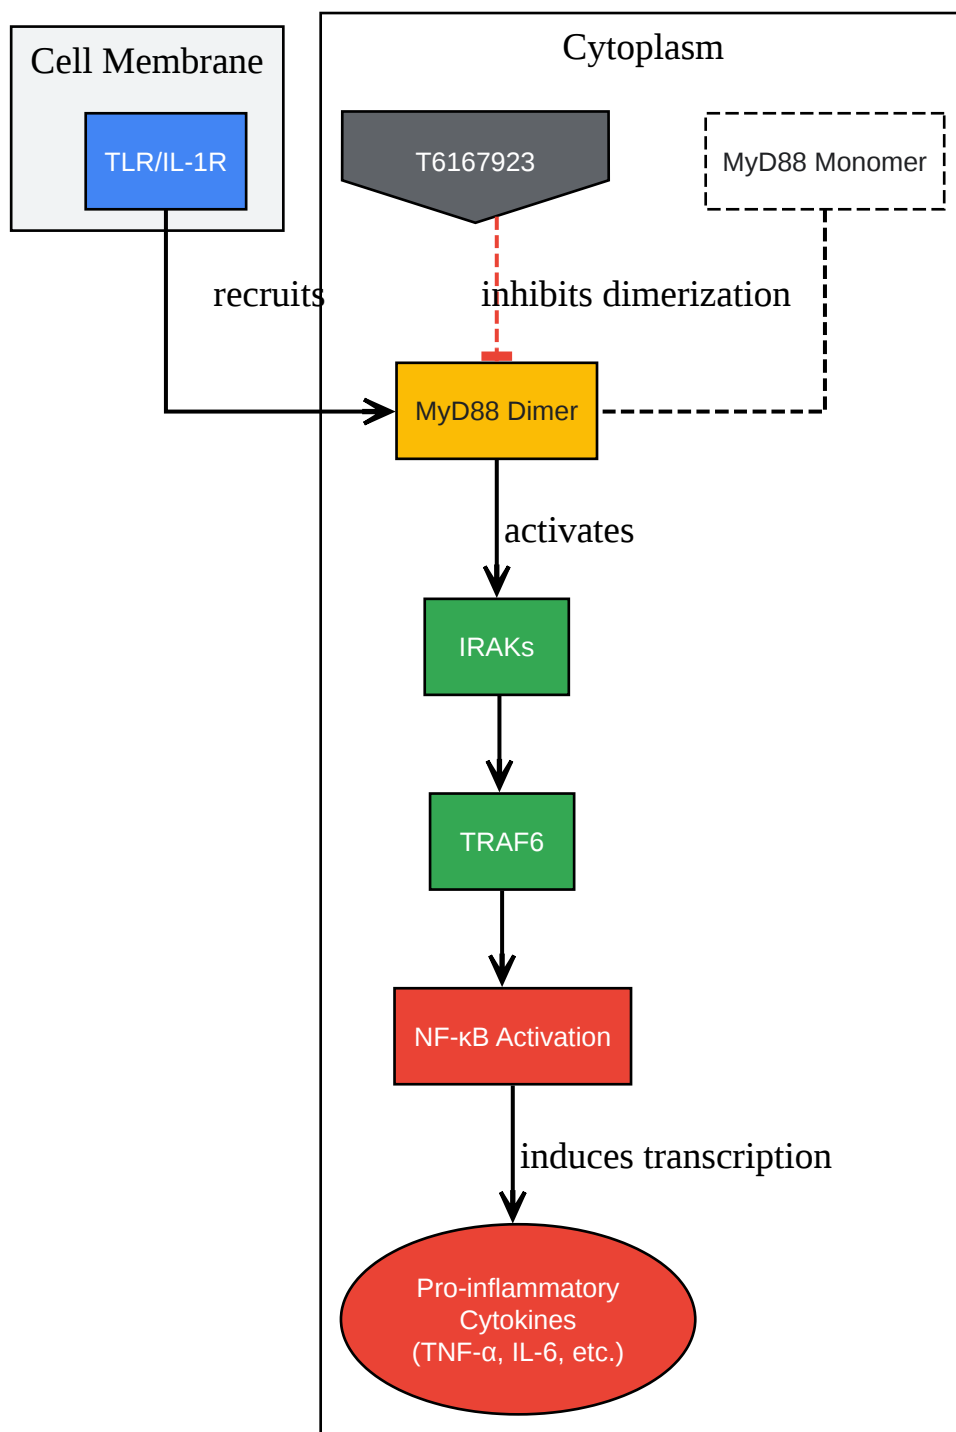 Cell Membrane
Cytoplasm
TLR/IL-1R
T6167923
MyD88 Monomer
recruits
inhibits dimerization
MyD88 Dimer
activates
IRAKs
TRAF6
NF-κB Activation
induces transcription
Pro-inflammatory
Cytokines
(TNF-α, IL-6, etc.)